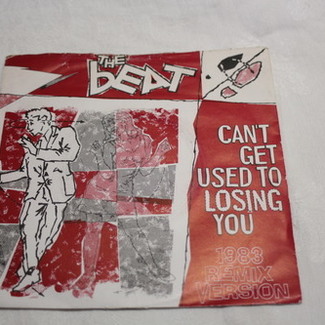 THE
BEAT
CAN'T
GET
USED TO
LOSING
YOU
1983
REMIX
VERSION